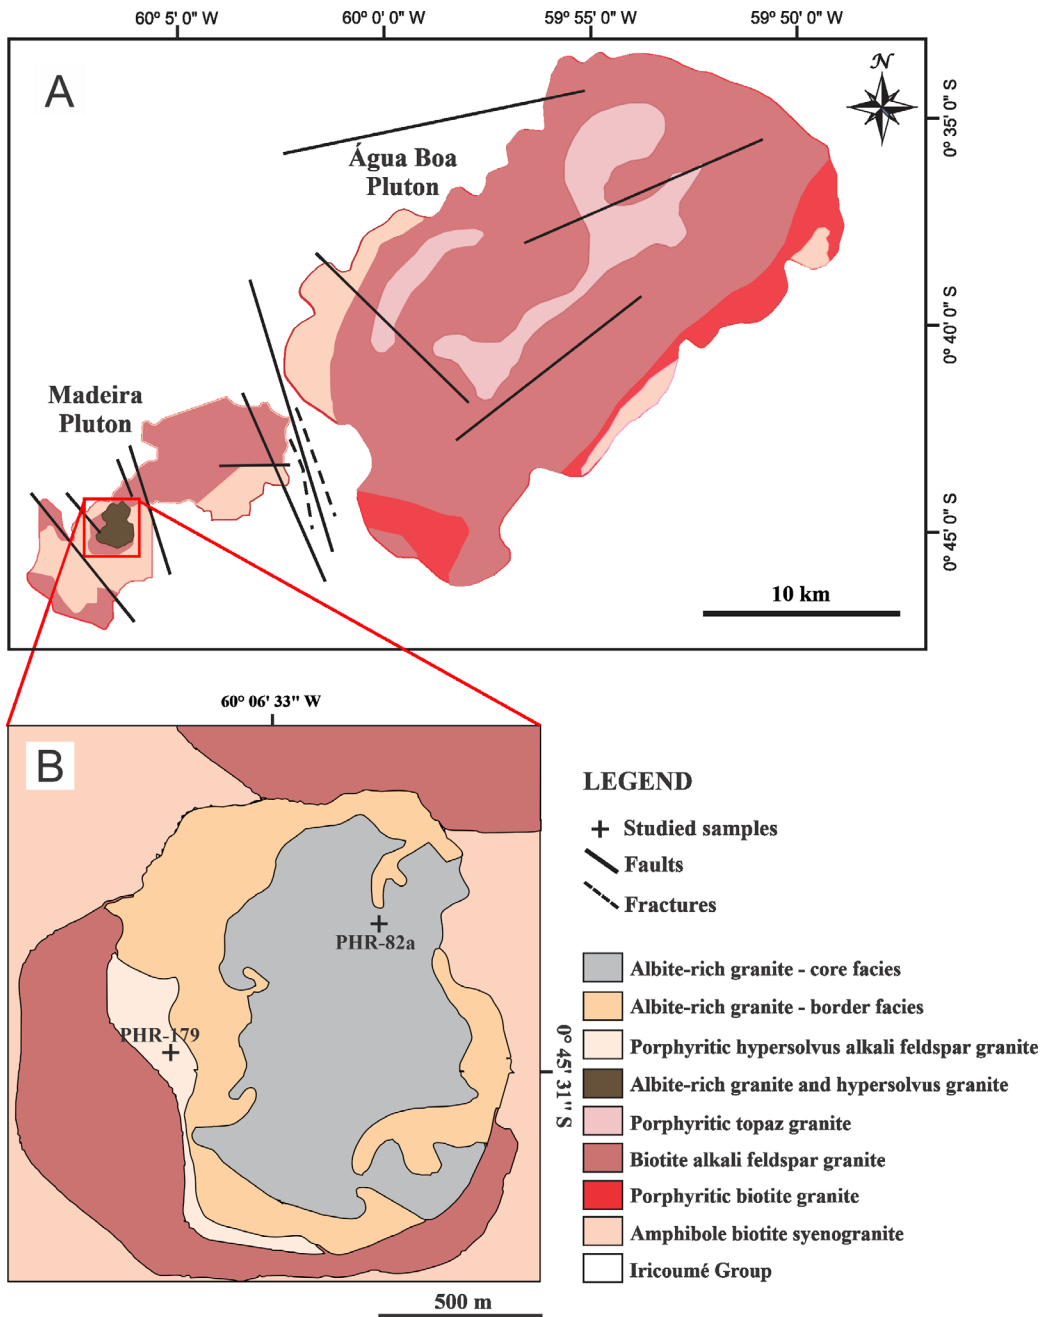 60° 5' 0" W
60° 0' 0" W
59° 55' 0" W
59° 50' 0" W
A
N
0° 35' 0" S
Água Boa
Pluton
0° 40' 0" S
Madeira
Pluton
0° 45' 0" S
10 km
60° 06' 33" W
B
PHR-82a
PHR-179
0° 45' 31" S
500 m
LEGEND
Studied samples
Faults
Fractures
Albite-rich granite - core facies
Albite-rich granite - border facies
Porphyritic hypersolvus alkali feldspar granite
Albite-rich granite and hypersolvus granite
Porphyritic topaz granite
Biotite alkali feldspar granite
Porphyritic biotite granite
Amphibole biotite syenogranite
Iricoumé Group